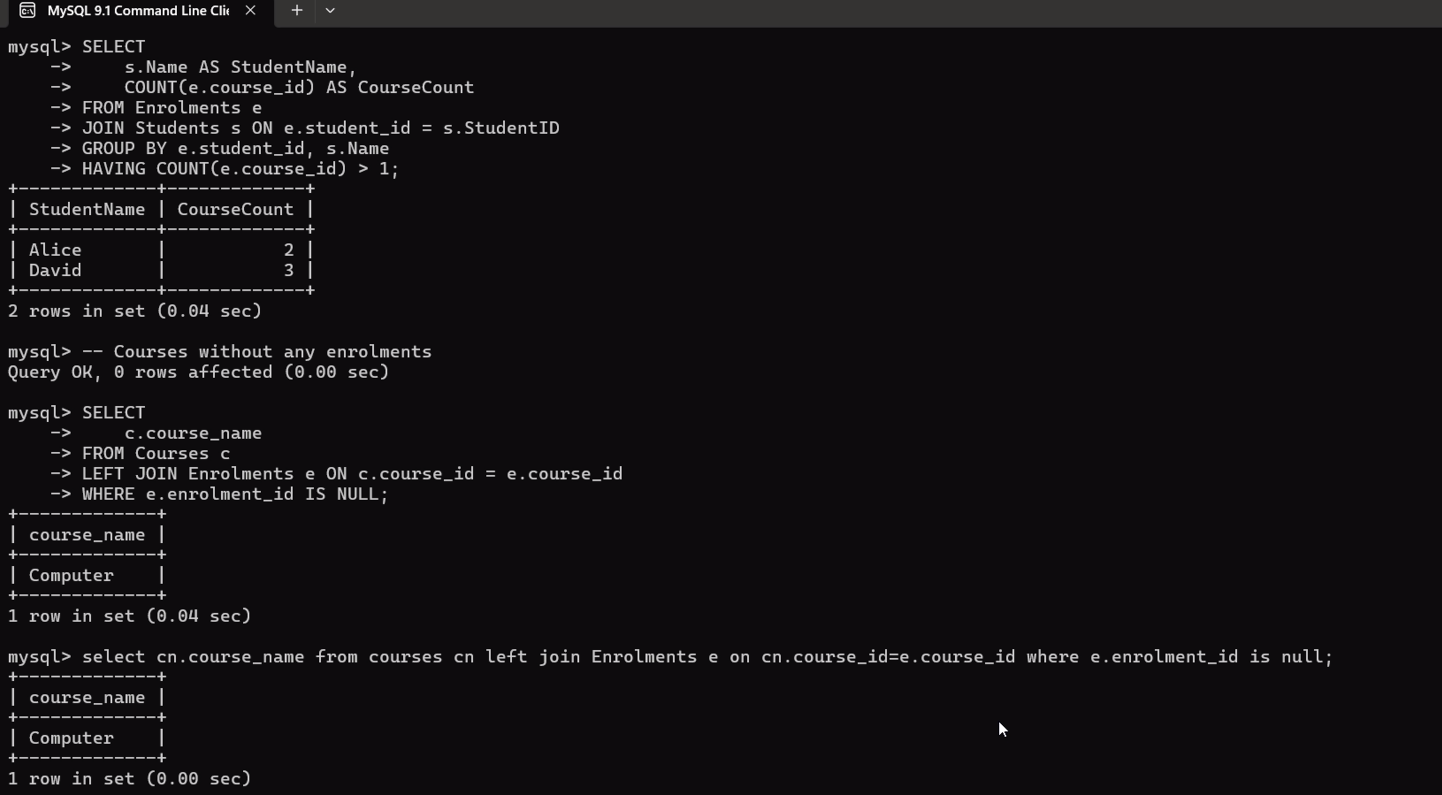 MySQL 9.1 Command Line Clie
mysql> SELECT
    ->     s.Name AS StudentName,
    ->     COUNT(e.course_id) AS CourseCount
    -> FROM Enrolments e
    -> JOIN Students s ON e.student_id = s.StudentID
    -> GROUP BY e.student_id, s.Name
    -> HAVING COUNT(e.course_id) > 1;
+-------------+-------------+
| StudentName | CourseCount |
+-------------+-------------+
| Alice       |           2 |
| David       |           3 |
+-------------+-------------+
2 rows in set (0.04 sec)
mysql> -- Courses without any enrolments
Query OK, 0 rows affected (0.00 sec)
mysql> SELECT
    ->     c.course_name
    -> FROM Courses c
    -> LEFT JOIN Enrolments e ON c.course_id = e.course_id
    -> WHERE e.enrolment_id IS NULL;
+-------------+
| course_name |
+-------------+
| Computer    |
+-------------+
1 row in set (0.04 sec)
mysql> select cn.course_name from courses cn left join Enrolments e on cn.course_id=e.course_id where e.enrolment_id is null;
+-------------+
| course_name |
+-------------+
| Computer    |
+-------------+
1 row in set (0.00 sec)